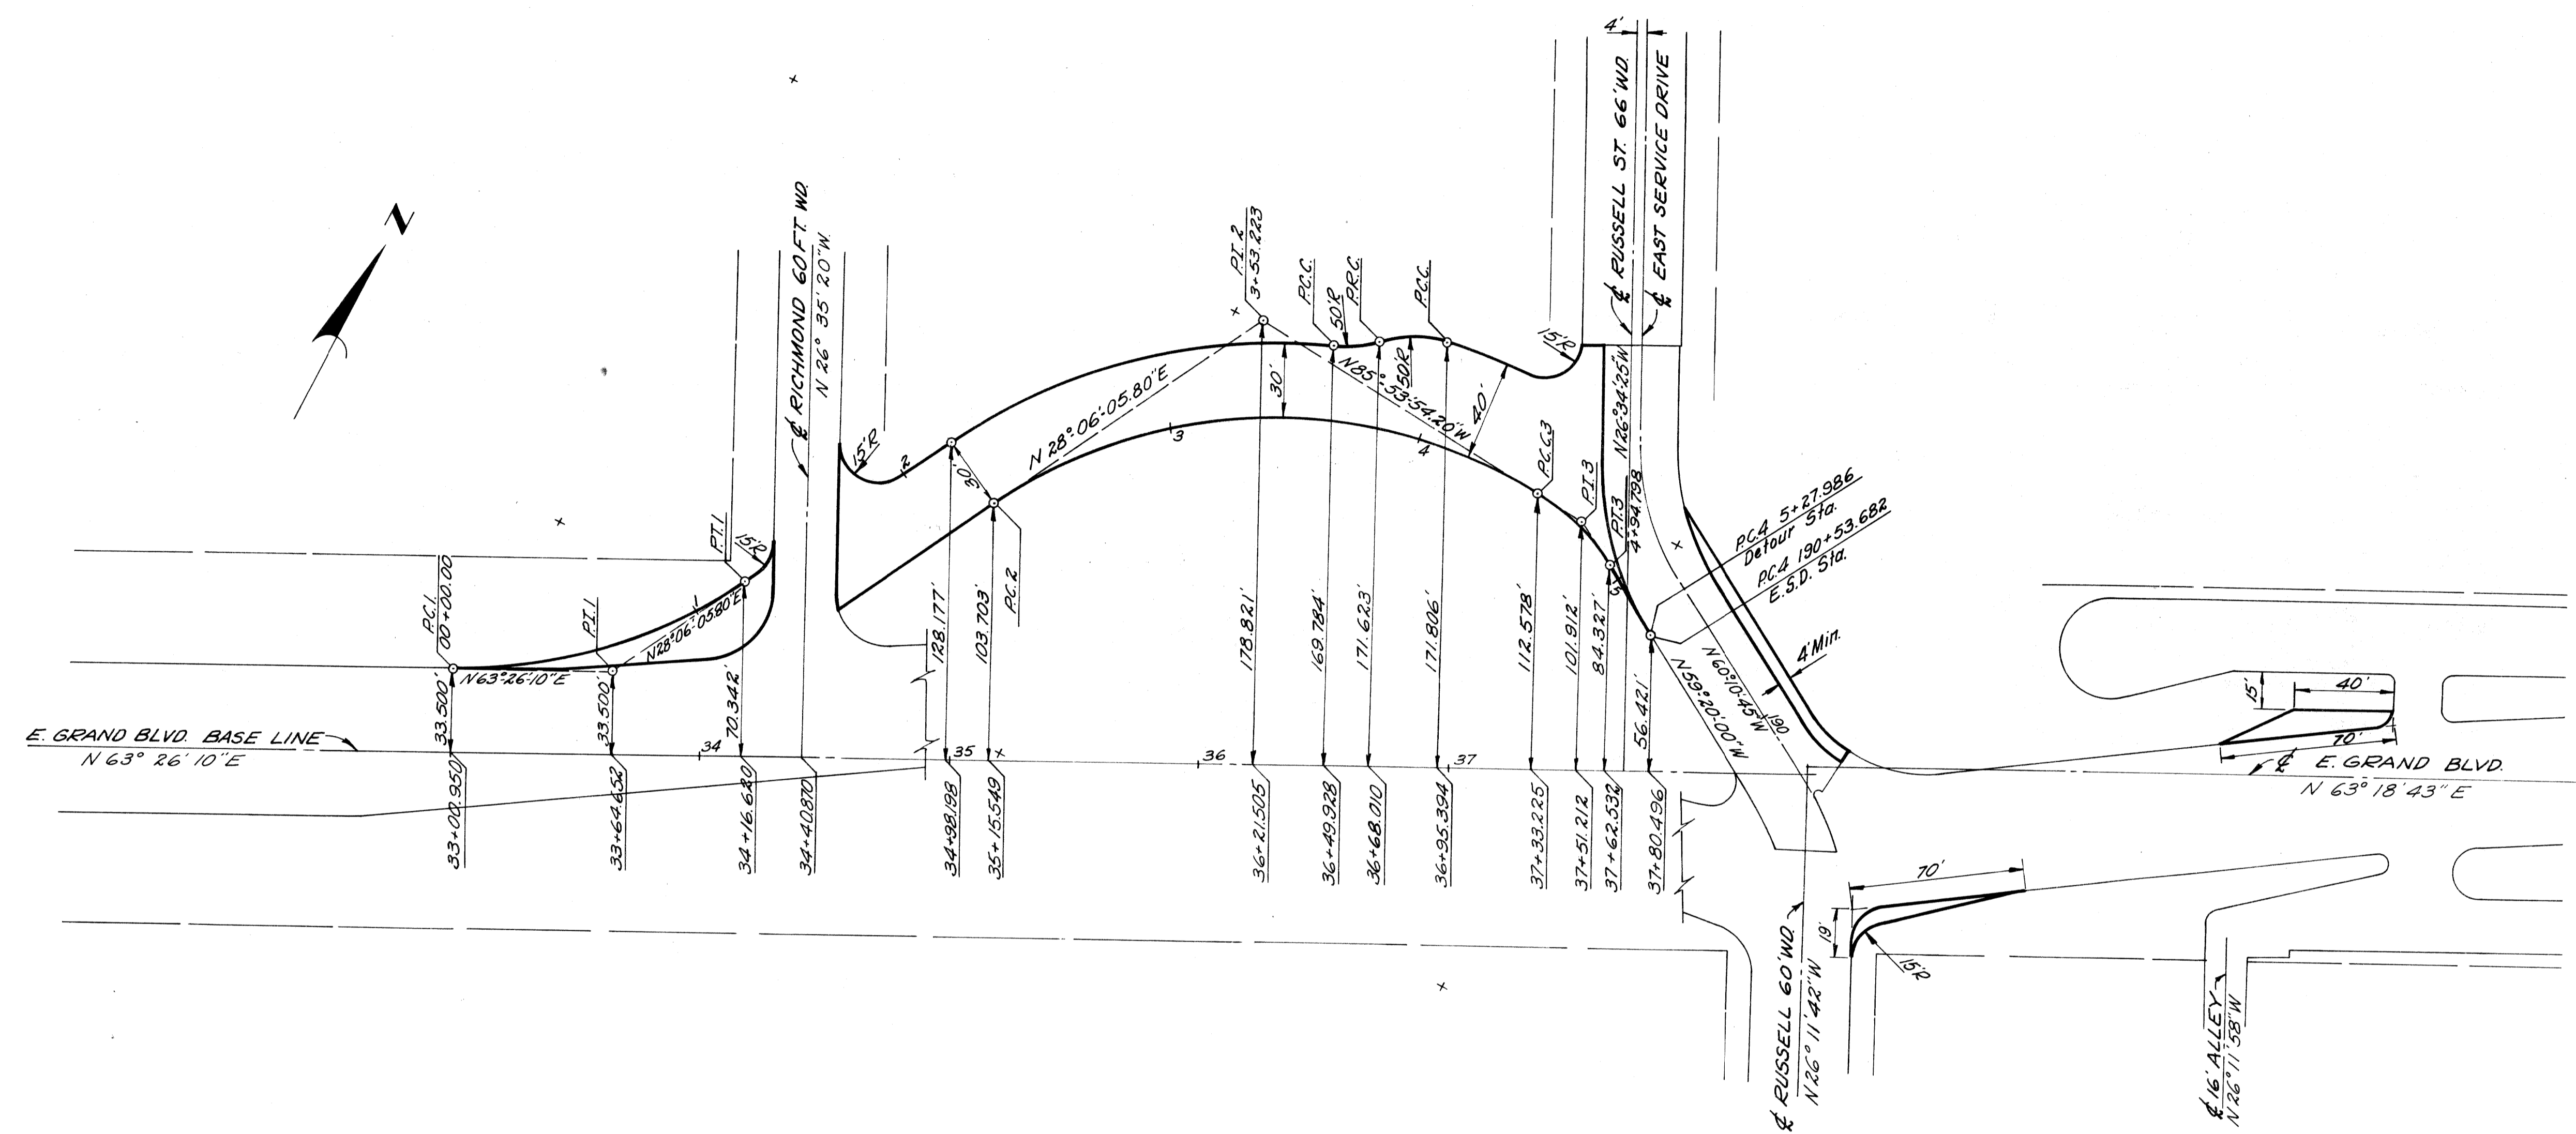 4'
℄ RUSSELL ST. 66' WD.
℄ EAST SERVICE DRIVE
N
℄ RICHMOND 60 FT. WD.
N 26° 35' 20" W.
P.I. 2
3+53.223
P.C.C.
50'R
P.R.C.
P.C.C.
15'R
N 85°-53'-54.20" W
50'R
30'
40'
N 28°-06'-05.80" E
N 26°-34'-25" W
15'R
2
30'
3
4
P.C.C.3
P.I.3
P.T.3
4+94.798
5
P.C.4 5+27.986
Detour Sta.
P.C.4 190+53.682
E.S.D. Sta.
P.C.1.
00+00.00
P.I.1
P.T.1
15'R
1
N 28°-06'-05.80" E
N 63°-26'-10" E
P.C.2
33.500'
33.500'
70.342'
128.177'
103.703'
178.821'
169.784'
171.623'
171.806'
112.578'
101.912'
84.327'
56.421'
N 60°-10'-45" W
N 59°-20'-00" W
190
4' Min.
15'
40'
70'
E. GRAND BLVD. BASE LINE
N 63° 26' 10" E
34
35
36
37
℄ E. GRAND BLVD.
N 63° 18' 43" E
33+00.950
33+64.652
34+16.620
34+40.870
34+98.198
35+15.549
36+21.505
36+49.928
36+68.010
36+95.394
37+33.225
37+51.212
37+62.532
37+80.496
70'
19'
15'R
℄ RUSSELL 60' WD.
N 26° 11' 42" W
℄ 16' ALLEY
N 26° 11' 58" W